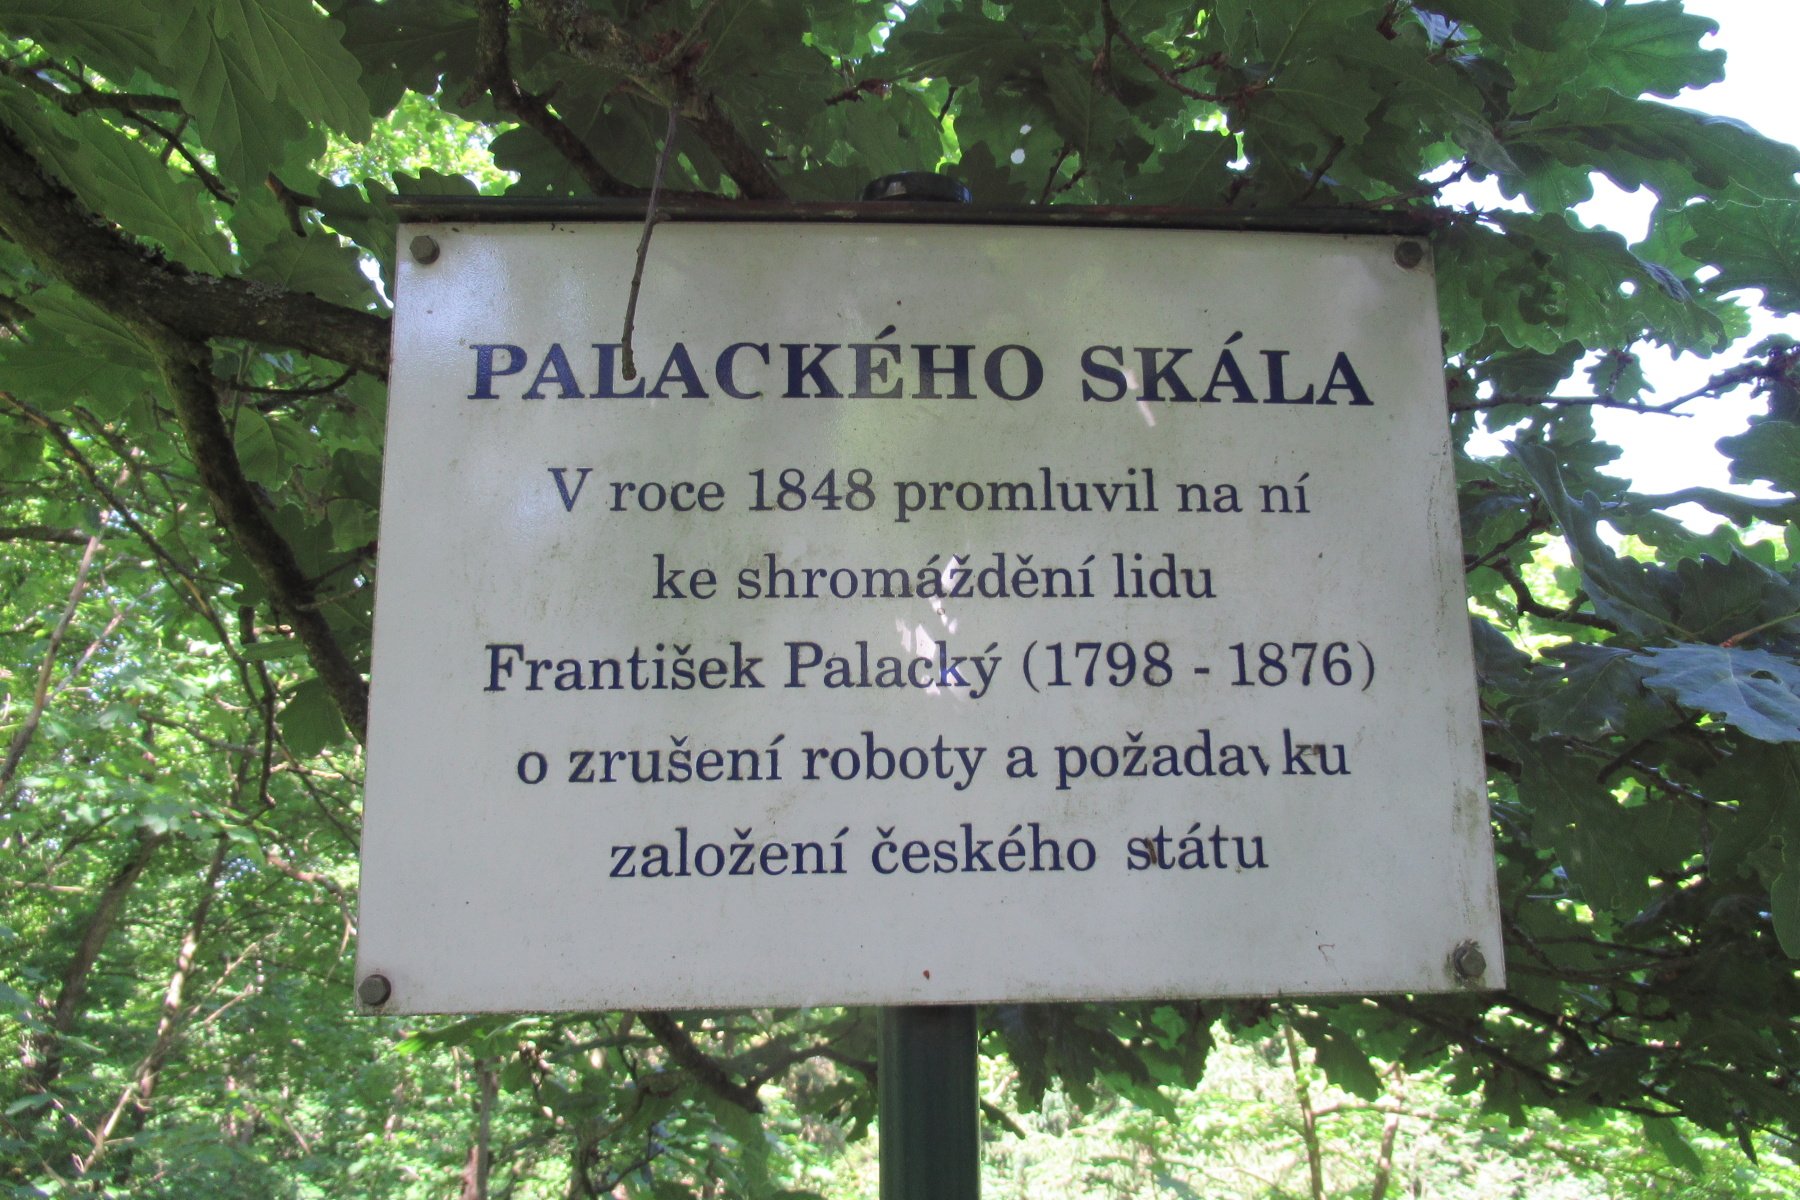 PALACKÉHO SKÁLA
V roce 1848 promluvil na ní
ke shromáždění lidu
František Palacký (1798 - 1876)
o zrušení roboty a požadavku
založení českého státu